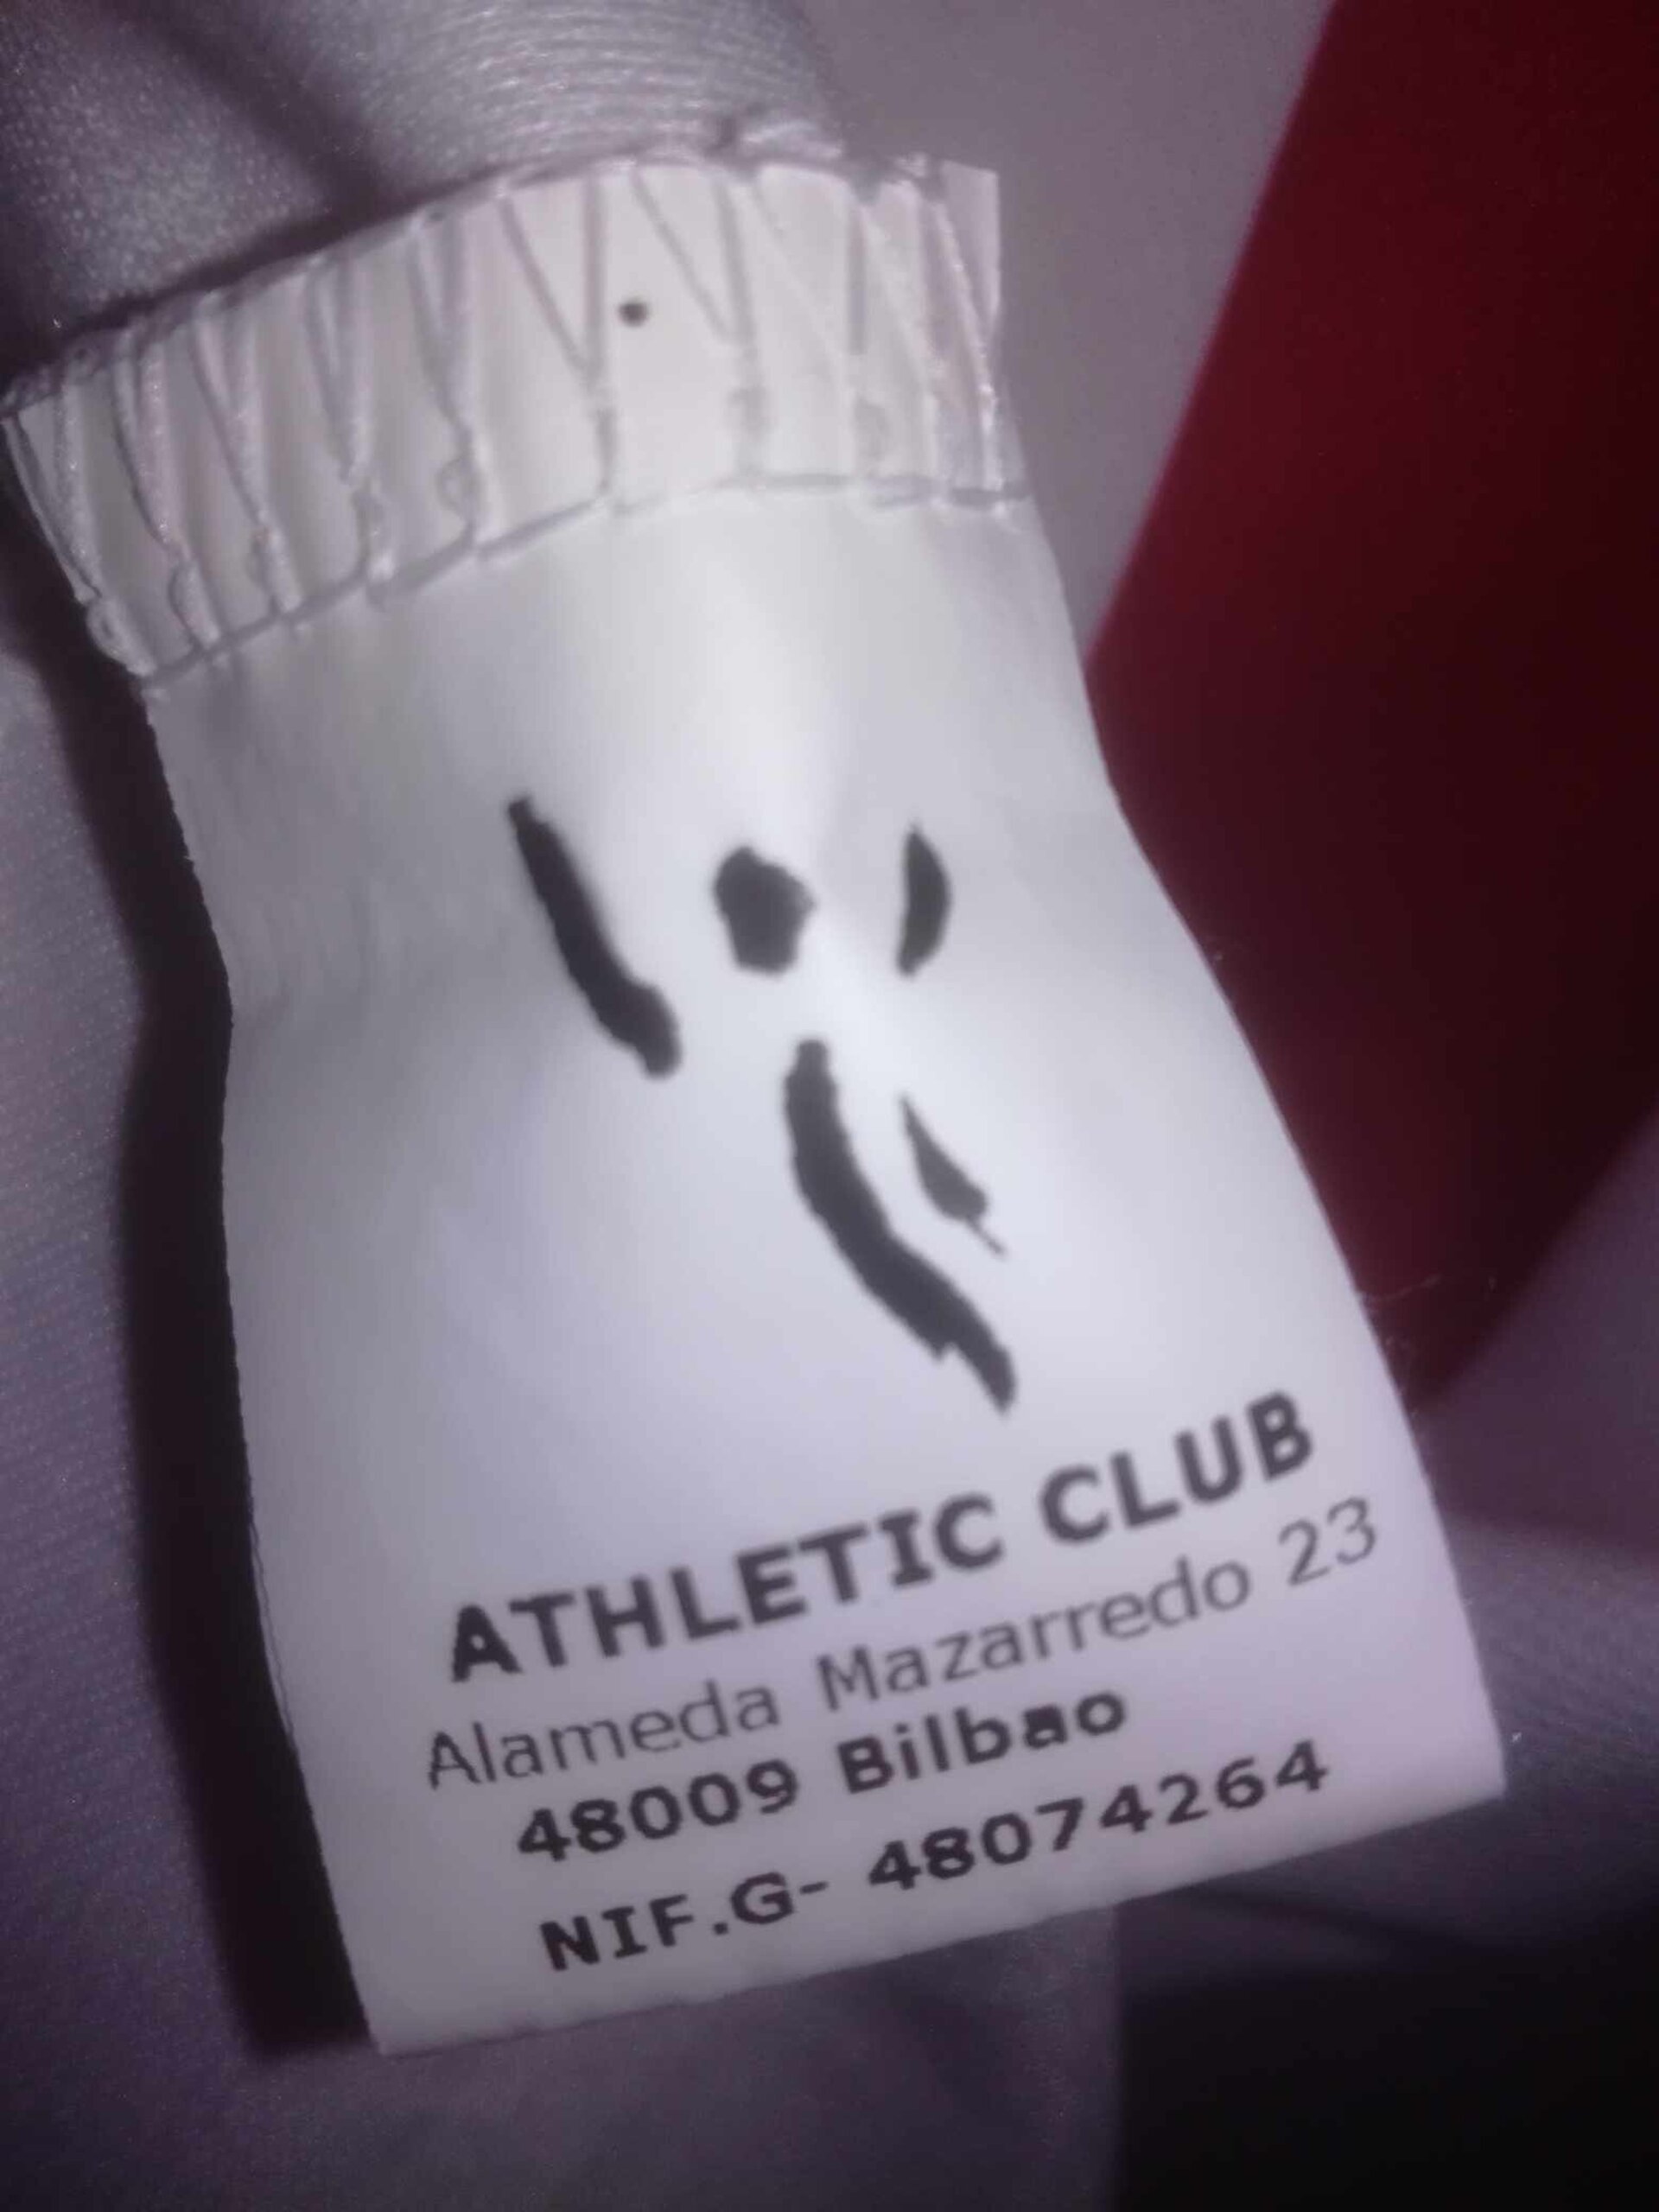 ATHLETIC CLUB
Alameda Mazarredo 23
48009 Bilbao
NIF.G- 48074264